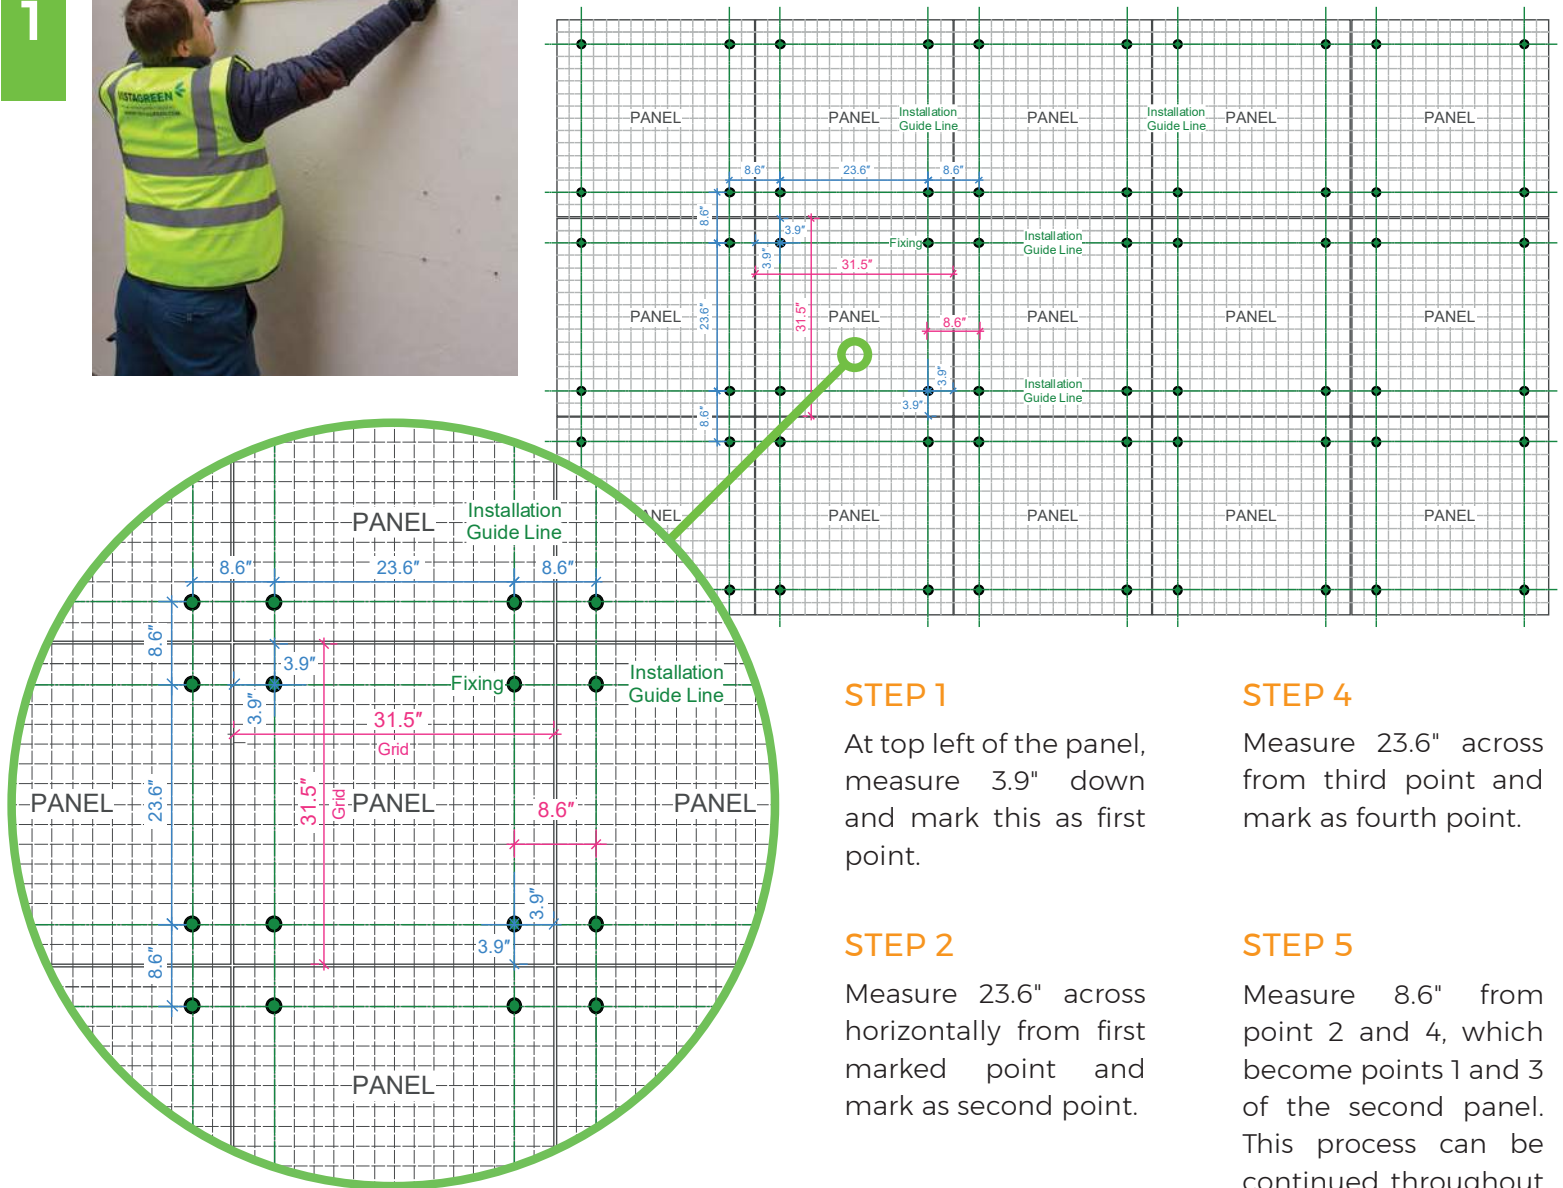 1
VISTAGREEN
PANEL
PANEL
Installation
Guide Line
PANEL
Installation
Guide Line
PANEL
PANEL
8.6"
23.6"
8.6"
8.6"
3.9"
3.9"
Fixing
Installation
Guide Line
31.5"
23.6"
31.5"
PANEL
PANEL
8.6"
PANEL
PANEL
PANEL
3.9"
3.9"
Installation
Guide Line
8.6"
PANEL
PANEL
PANEL
PANEL
Installation
Guide Line
PANEL
8.6"
23.6"
8.6"
8.6"
3.9"
3.9"
Fixing
Installation
Guide Line
31.5"
Grid
31.5"
Grid
23.6"
PANEL
PANEL
PANEL
8.6"
3.9"
3.9"
8.6"
PANEL
STEP 1
At top left of the panel,
measure 3.9" down
and mark this as first
point.
STEP 2
Measure 23.6" across
horizontally from first
marked point and
mark as second point.
STEP 4
Measure 23.6" across
from third point and
mark as fourth point.
STEP 5
Measure 8.6" from
point 2 and 4, which
become points 1 and 3
of the second panel.
This process can be
continued throughout